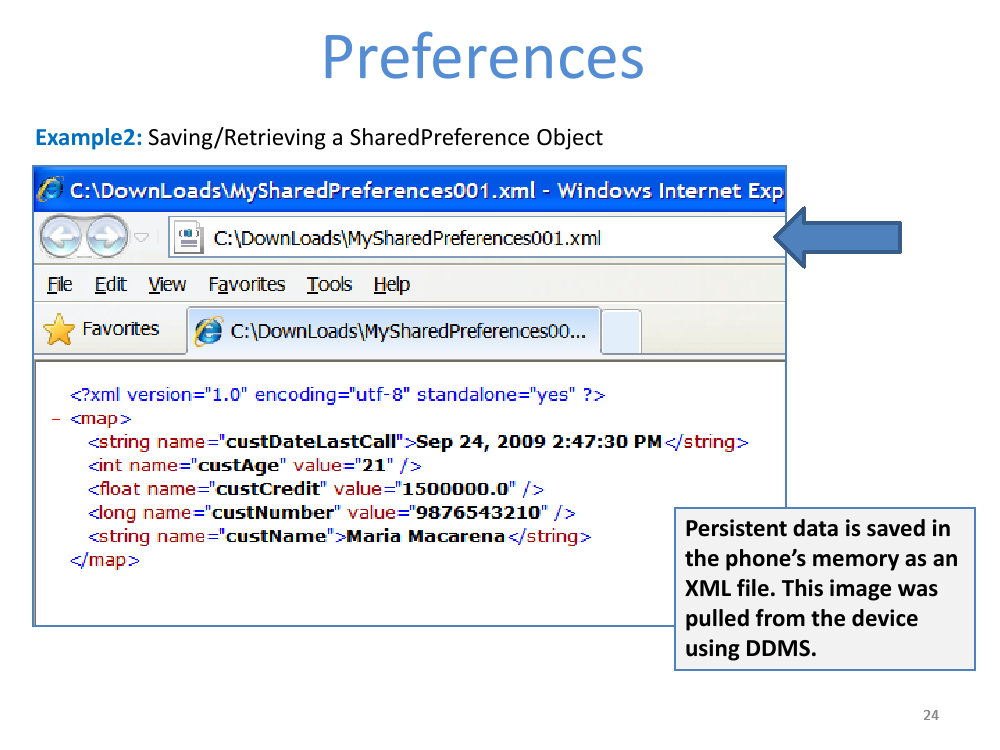 Preferences
Example2: Saving/Retrieving a SharedPreference Object
C:\DownLoads\MySharedPreferences001.xml - Windows Internet Exp
C:\DownLoads\MySharedPreferences001.xml
File Edit View Favorites Tools Help
Favorites C:\DownLoads\MySharedPreferences00...
<?xml version="1.0" encoding="utf-8" standalone="yes" ?>
- <map>
<string name="custDateLastCall">Sep 24, 2009 2:47:30 PM</string>
<int name="custAge" value="21" />
<float name="custCredit" value="1500000.0" />
<long name="custNumber" value="9876543210" />
<string name="custName">Maria Macarena</string>
</map>
Persistent data is saved in
the phone’s memory as an
XML file. This image was
pulled from the device
using DDMS.
24